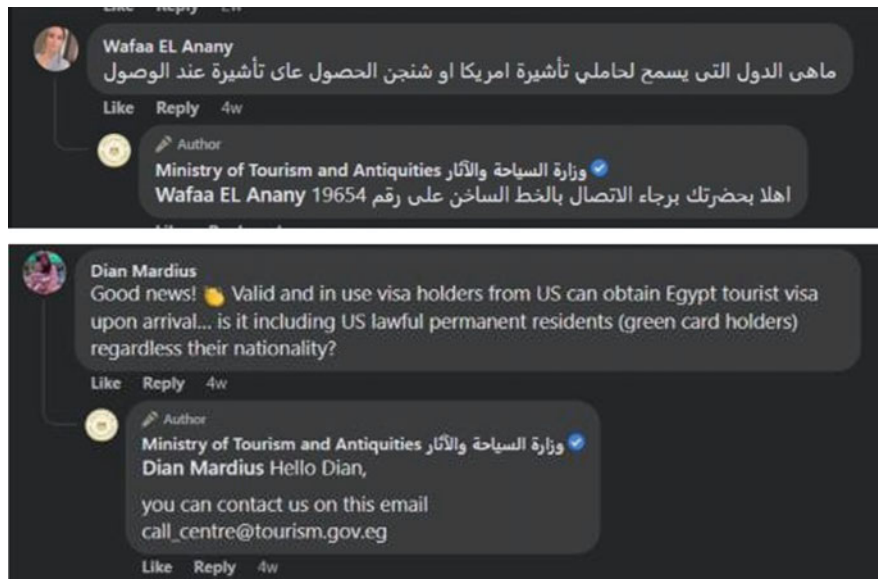 Wafaa EL Anany
ماهى الدول التى يسمح لحاملي تأشيرة امريكا او شنجن الحصول عاى تأشيرة عند الوصول
Like Reply 4w
Author
Ministry of Tourism and Antiquities وزارة السياحة والآثار
Wafaa EL Anany اهلا بحضرتك برجاء الاتصال بالخط الساخن على رقم 19654
Dian Mardius
Good news! 👏 Valid and in use visa holders from US can obtain Egypt tourist visa
upon arrival... is it including US lawful permanent residents (green card holders)
regardless their nationality?
Like Reply 4w
Author
Ministry of Tourism and Antiquities وزارة السياحة والآثار
Dian Mardius Hello Dian,
you can contact us on this email
call_centre@tourism.gov.eg
Like Reply 4w